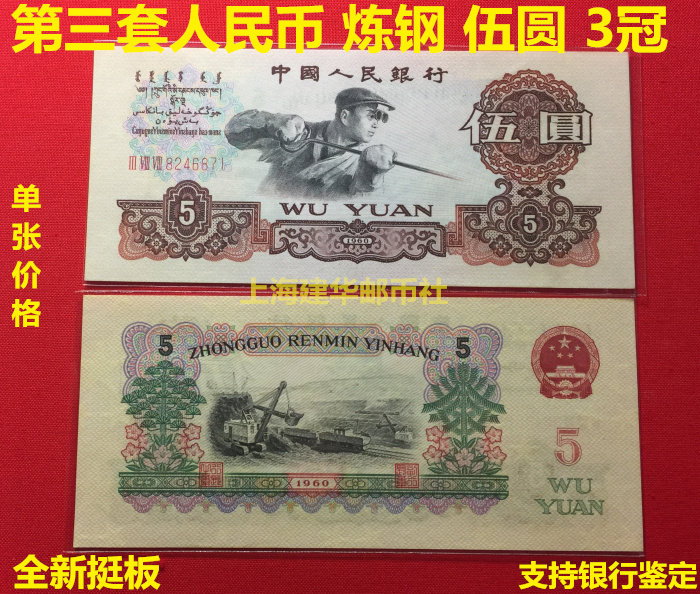 第三套人民币 炼钢 伍圆 3冠
中國人民銀行
伍圓
III VIII VIII 8246871
5
WU YUAN
5
1960
单张价格
上海建华邮币社
5
ZHONGGUO RENMIN YINHANG
5
5
WU
YUAN
1960
全新挺板
支持银行鉴定